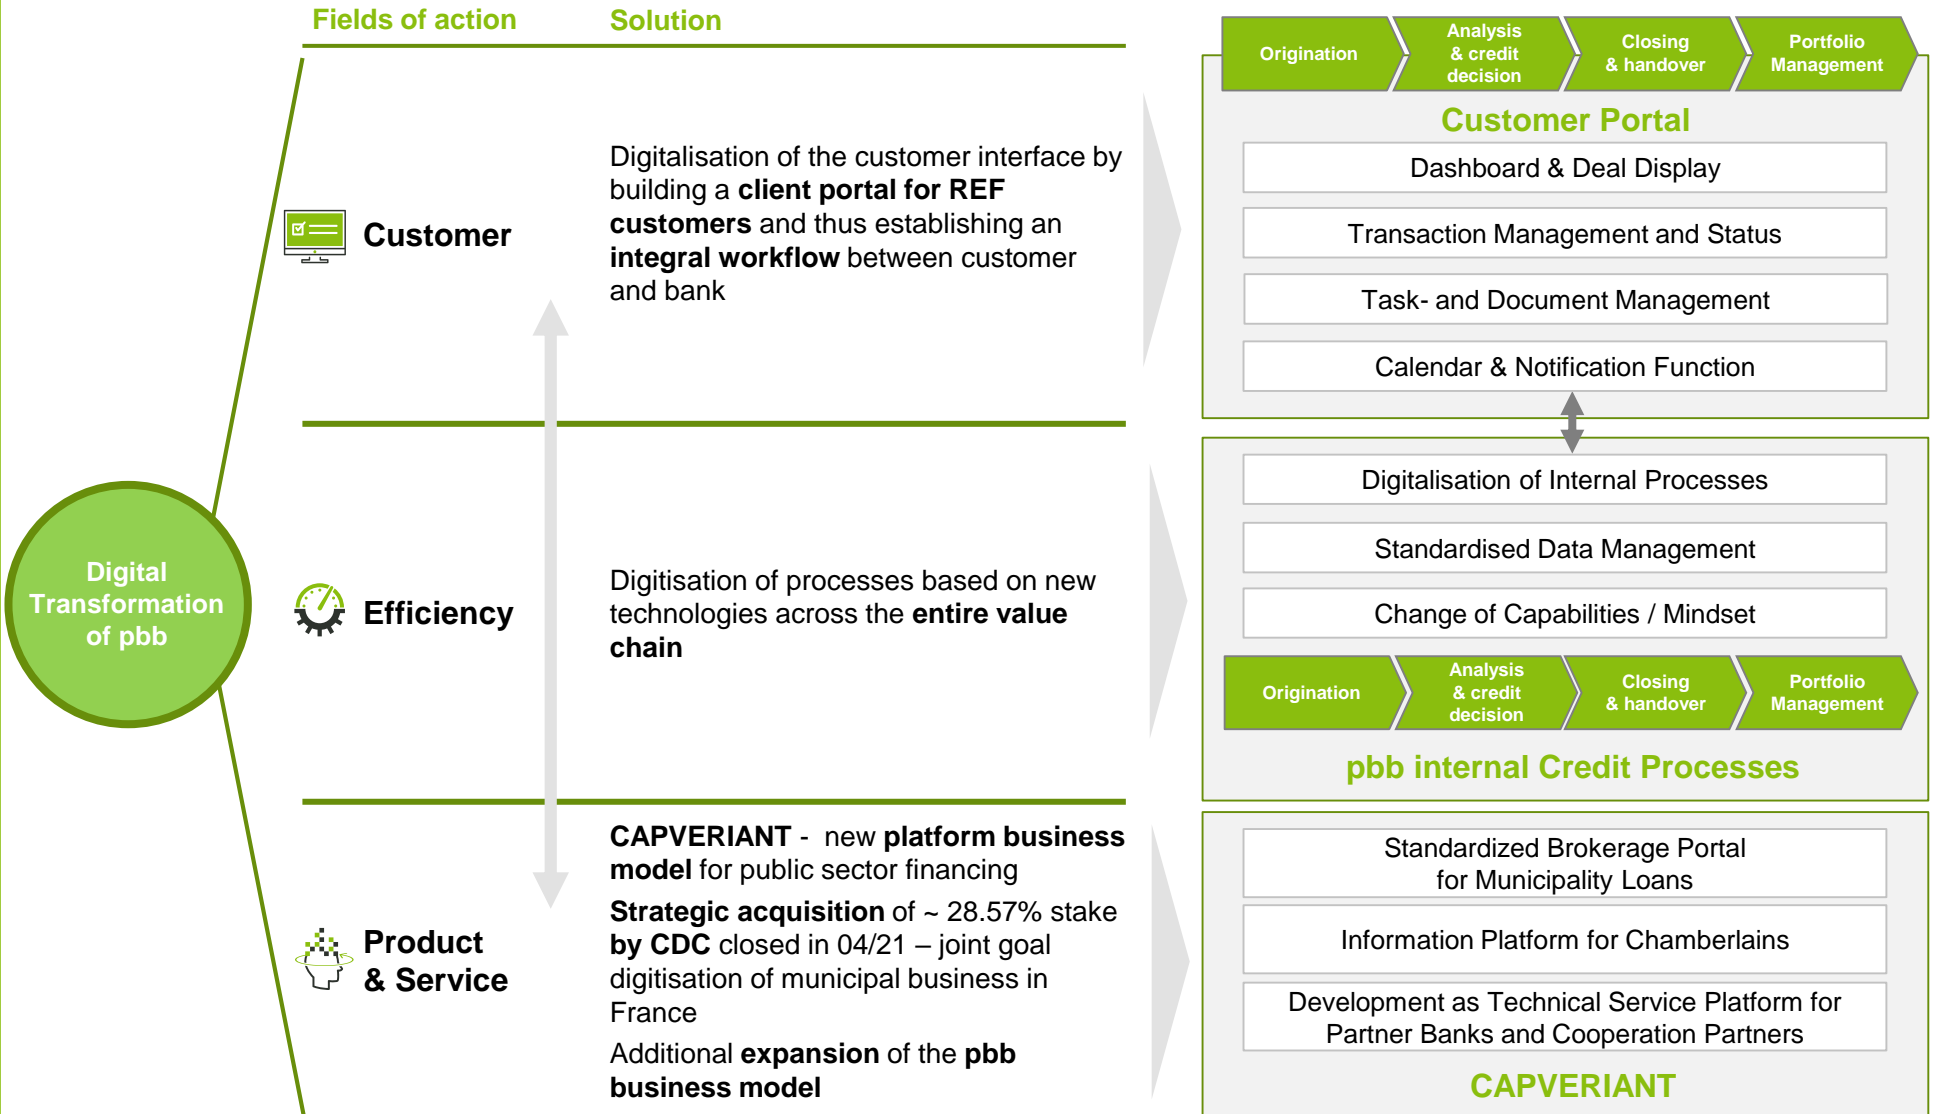 Fields of action
Solution
Digital
Transformation
of pbb
Customer
Digitalisation of the customer interface by
building a client portal for REF
customers and thus establishing an
integral workflow between customer
and bank
Origination
Analysis
& credit
decision
Closing
& handover
Portfolio
Management
Customer Portal
Dashboard & Deal Display
Transaction Management and Status
Task- and Document Management
Calendar & Notification Function
Efficiency
Digitisation of processes based on new
technologies across the entire value
chain
Digitalisation of Internal Processes
Standardised Data Management
Change of Capabilities / Mindset
Origination
Analysis
& credit
decision
Closing
& handover
Portfolio
Management
pbb internal Credit Processes
Product
& Service
CAPVERIANT - new platform business
model for public sector financing
Strategic acquisition of ~ 28.57% stake
by CDC closed in 04/21 – joint goal
digitisation of municipal business in
France
Additional expansion of the pbb
business model
Standardized Brokerage Portal
for Municipality Loans
Information Platform for Chamberlains
Development as Technical Service Platform for
Partner Banks and Cooperation Partners
CAPVERIANT